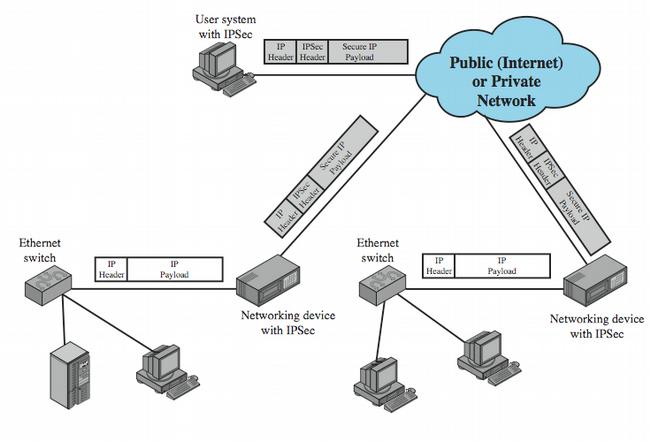 User system
with IPSec
IP
Header
IPSec
Header
Secure IP
Payload
Public (Internet)
or Private
Network
IP
Header
IPSec
Header
Secure IP
Payload
IP
Header
IPSec
Header
Secure IP
Payload
Ethernet
switch
IP
Header
IP
Payload
Networking device
with IPSec
Ethernet
switch
IP
Header
IP
Payload
Networking device
with IPSec